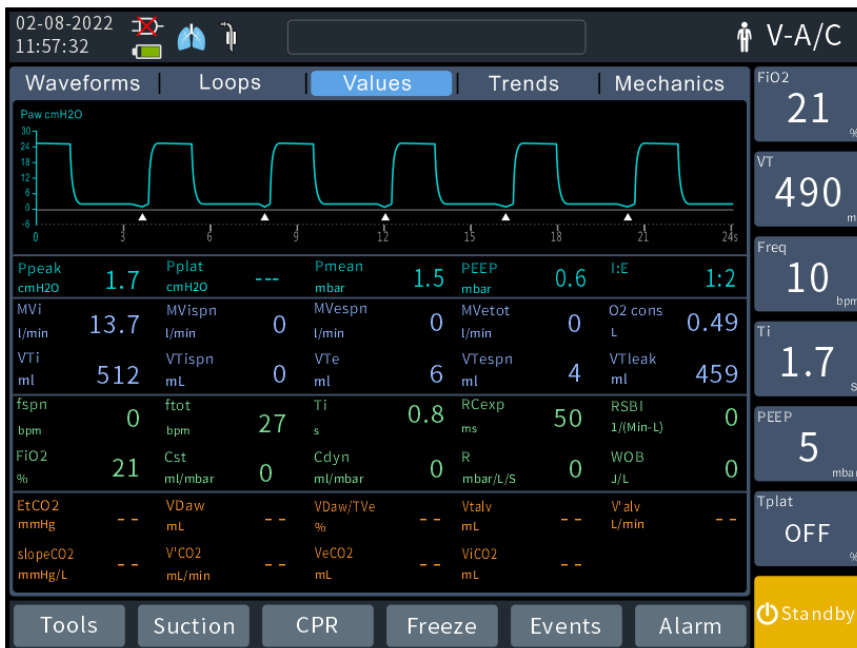 02-08-2022
11:57:32
V-A/C
Waveforms Loops Values Trends Mechanics
Paw cmH2O
30
24
18
12
6
0
-6
0 3 6 9 12 15 18 21 24s
Ppeak cmH2O 1.7 Pplat cmH2O --- Pmean mbar 1.5 PEEP mbar 0.6 I:E 1:2
MVi l/min 13.7 MVispn l/min 0 MVespn l/min 0 MVetot l/min 0 O2 cons L 0.49
VTi ml 512 VTispn mL 0 VTe ml 6 VTespn ml 4 VTleak ml 459
fspn bpm 0 ftot bpm 27 Ti s 0.8 RCexp ms 50 RSBI 1/(Min-L) 0
FiO2 % 21 Cst ml/mbar 0 Cdyn ml/mbar 0 R mbar/L/S 0 WOB J/L 0
EtCO2 mmHg -- VDaw mL -- VDaw/TVe % -- Vtalv mL -- V'alv L/min --
slopeCO2 mmHg/L -- V'CO2 mL/min -- VeCO2 mL -- ViCO2 mL --
FiO2
21
%
VT
490
m
Freq
10
bpm
Ti
1.7
s
PEEP
5
mba
Tplat
OFF
%
Standby
Tools Suction CPR Freeze Events Alarm